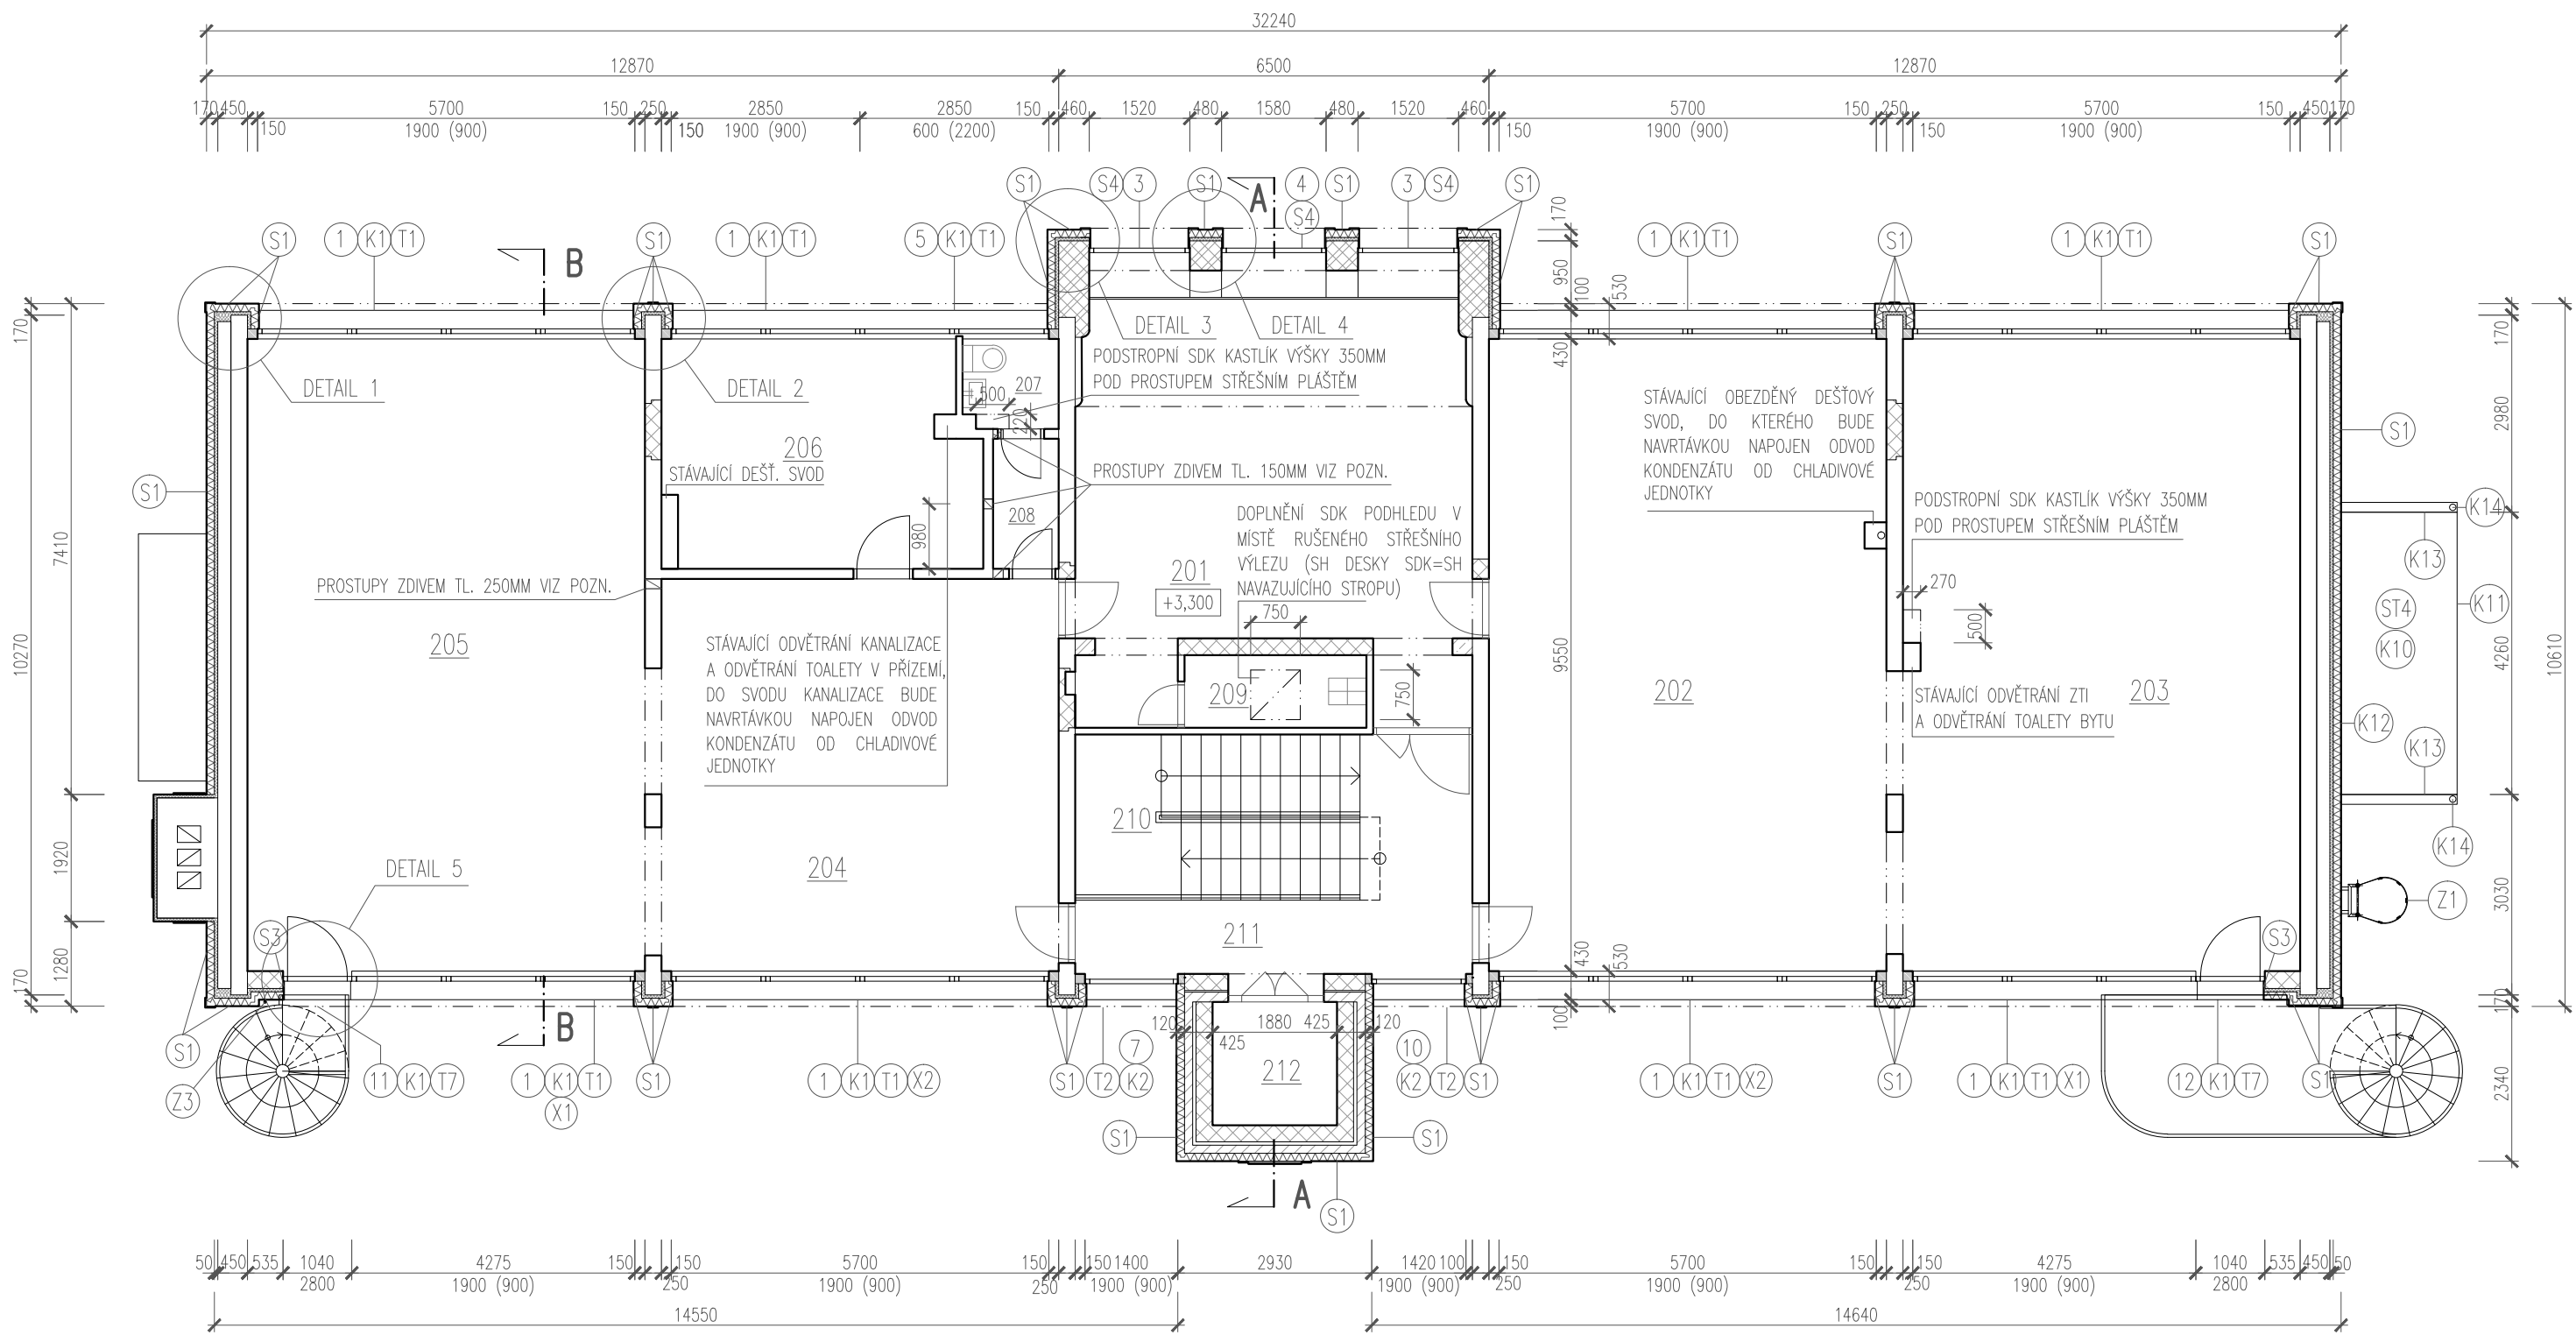 32240
12870 6500 12870
170 450 5700 150 250 2850 2850 150 460 1520 480 1580 480 1520 460 5700 150 250 5700 150 450 170
150 1900 (900) 150 1900 (900) 600 (2200) 150 1900 (900) 150 1900 (900)
S1 S4 3 S1 A 4 S1 3 S4 S1
S4
170
S1 1 K1 T1 B S1 1 K1 T1 5 K1 T1 1 K1 T1 S1 1 K1 T1 S1
950
100
530
170
430
170
DETAIL 3 DETAIL 4
PODSTROPNÍ SDK KASTLÍK VÝŠKY 350MM
POD PROSTUPEM STŘEŠNÍM PLÁŠTĚM
DETAIL 1 DETAIL 2
207
500
220
STÁVAJÍCÍ OBEZDĚNÝ DEŠŤOVÝ
SVOD, DO KTERÉHO BUDE
NAVRTÁVKOU NAPOJEN ODVOD
KONDENZÁTU OD CHLADIVOVÉ
JEDNOTKY
2980
S1
206
STÁVAJÍCÍ DEŠŤ. SVOD
PROSTUPY ZDIVEM TL. 150MM VIZ POZN.
S1
208
980
DOPLNĚNÍ SDK PODHLEDU V
MÍSTĚ RUŠENÉHO STŘEŠNÍHO
VÝLEZU (SH DESKY SDK=SH
NAVAZUJÍCÍHO STROPU)
750
PODSTROPNÍ SDK KASTLÍK VÝŠKY 350MM
POD PROSTUPEM STŘEŠNÍM PLÁŠTĚM
K14
K13
7410
201
+3,300
PROSTUPY ZDIVEM TL. 250MM VIZ POZN.
270
500
ST4
K10
K11
10270
205
9550
4260
10610
STÁVAJÍCÍ ODVĚTRÁNÍ KANALIZACE
A ODVĚTRÁNÍ TOALETY V PŘÍZEMÍ,
DO SVODU KANALIZACE BUDE
NAVRTÁVKOU NAPOJEN ODVOD
KONDENZÁTU OD CHLADIVOVÉ
JEDNOTKY
209
750
202
STÁVAJÍCÍ ODVĚTRÁNÍ ZTI
A ODVĚTRÁNÍ TOALETY BYTU
203
K12
K13
210
1920
DETAIL 5
204
K14
3030
Z1
S3
211
S3
1280
170
430
530
170
100
B
120 1880 425 120
425
212
S1
7
10
11 K1 T7
1 K1 T1
X1
S1
1 K1 T1 X2
S1 T2 K2
K2 T2 S1
1 K1 T1 X2
S1
1 K1 T1 X1
12 K1 T7
S1
Z3
2340
S1 S1
A
S1
50 450 535 1040 4275 150 150 5700 150 150 1400 2930 1420 100 150 5700 150 150 4275 1040 535 450 50
2800 1900 (900) 250 1900 (900) 250 1900 (900) 1900 (900) 250 1900 (900) 250 1900 (900) 2800
14550 14640